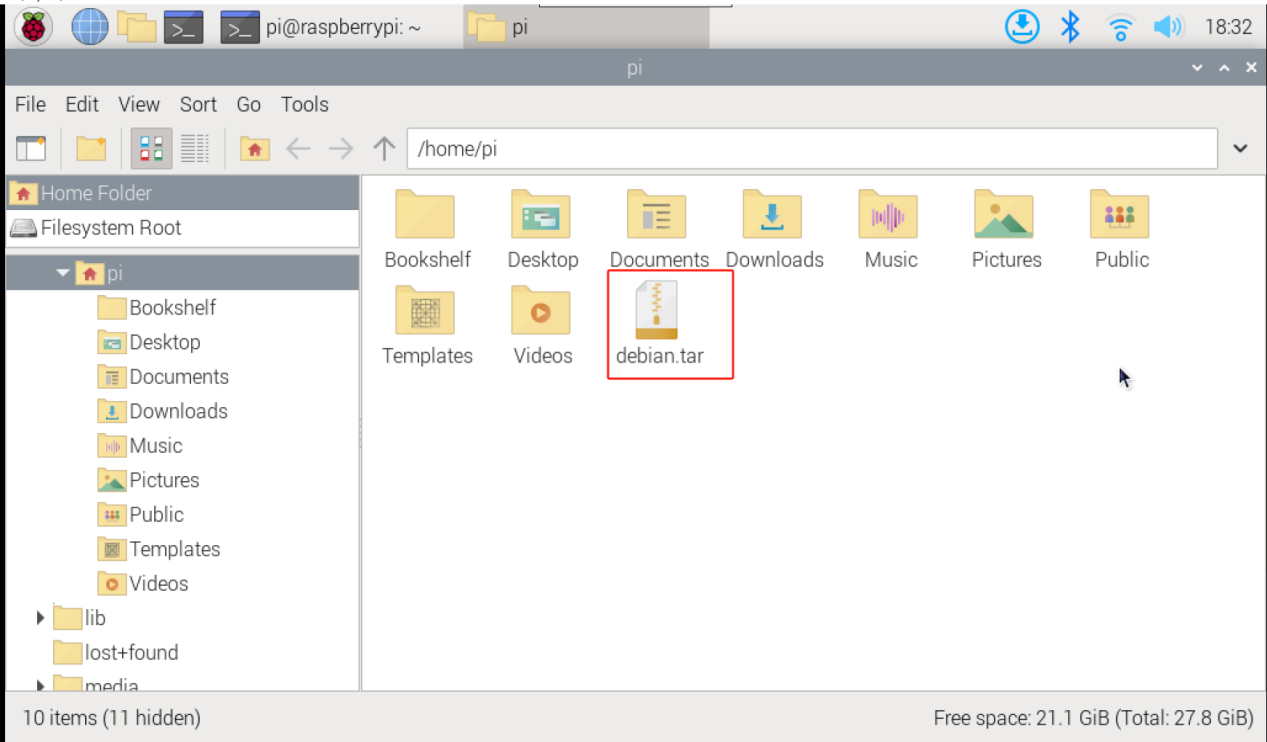 pi@raspberrypi: ~ pi 18:32
pi
File Edit View Sort Go Tools
/home/pi
Home Folder
Filesystem Root
pi
Bookshelf
Desktop
Documents
Downloads
Music
Pictures
Public
Templates
Videos
lib
lost+found
media
Bookshelf Desktop Documents Downloads Music Pictures Public
Templates Videos debian.tar
10 items (11 hidden) Free space: 21.1 GiB (Total: 27.8 GiB)